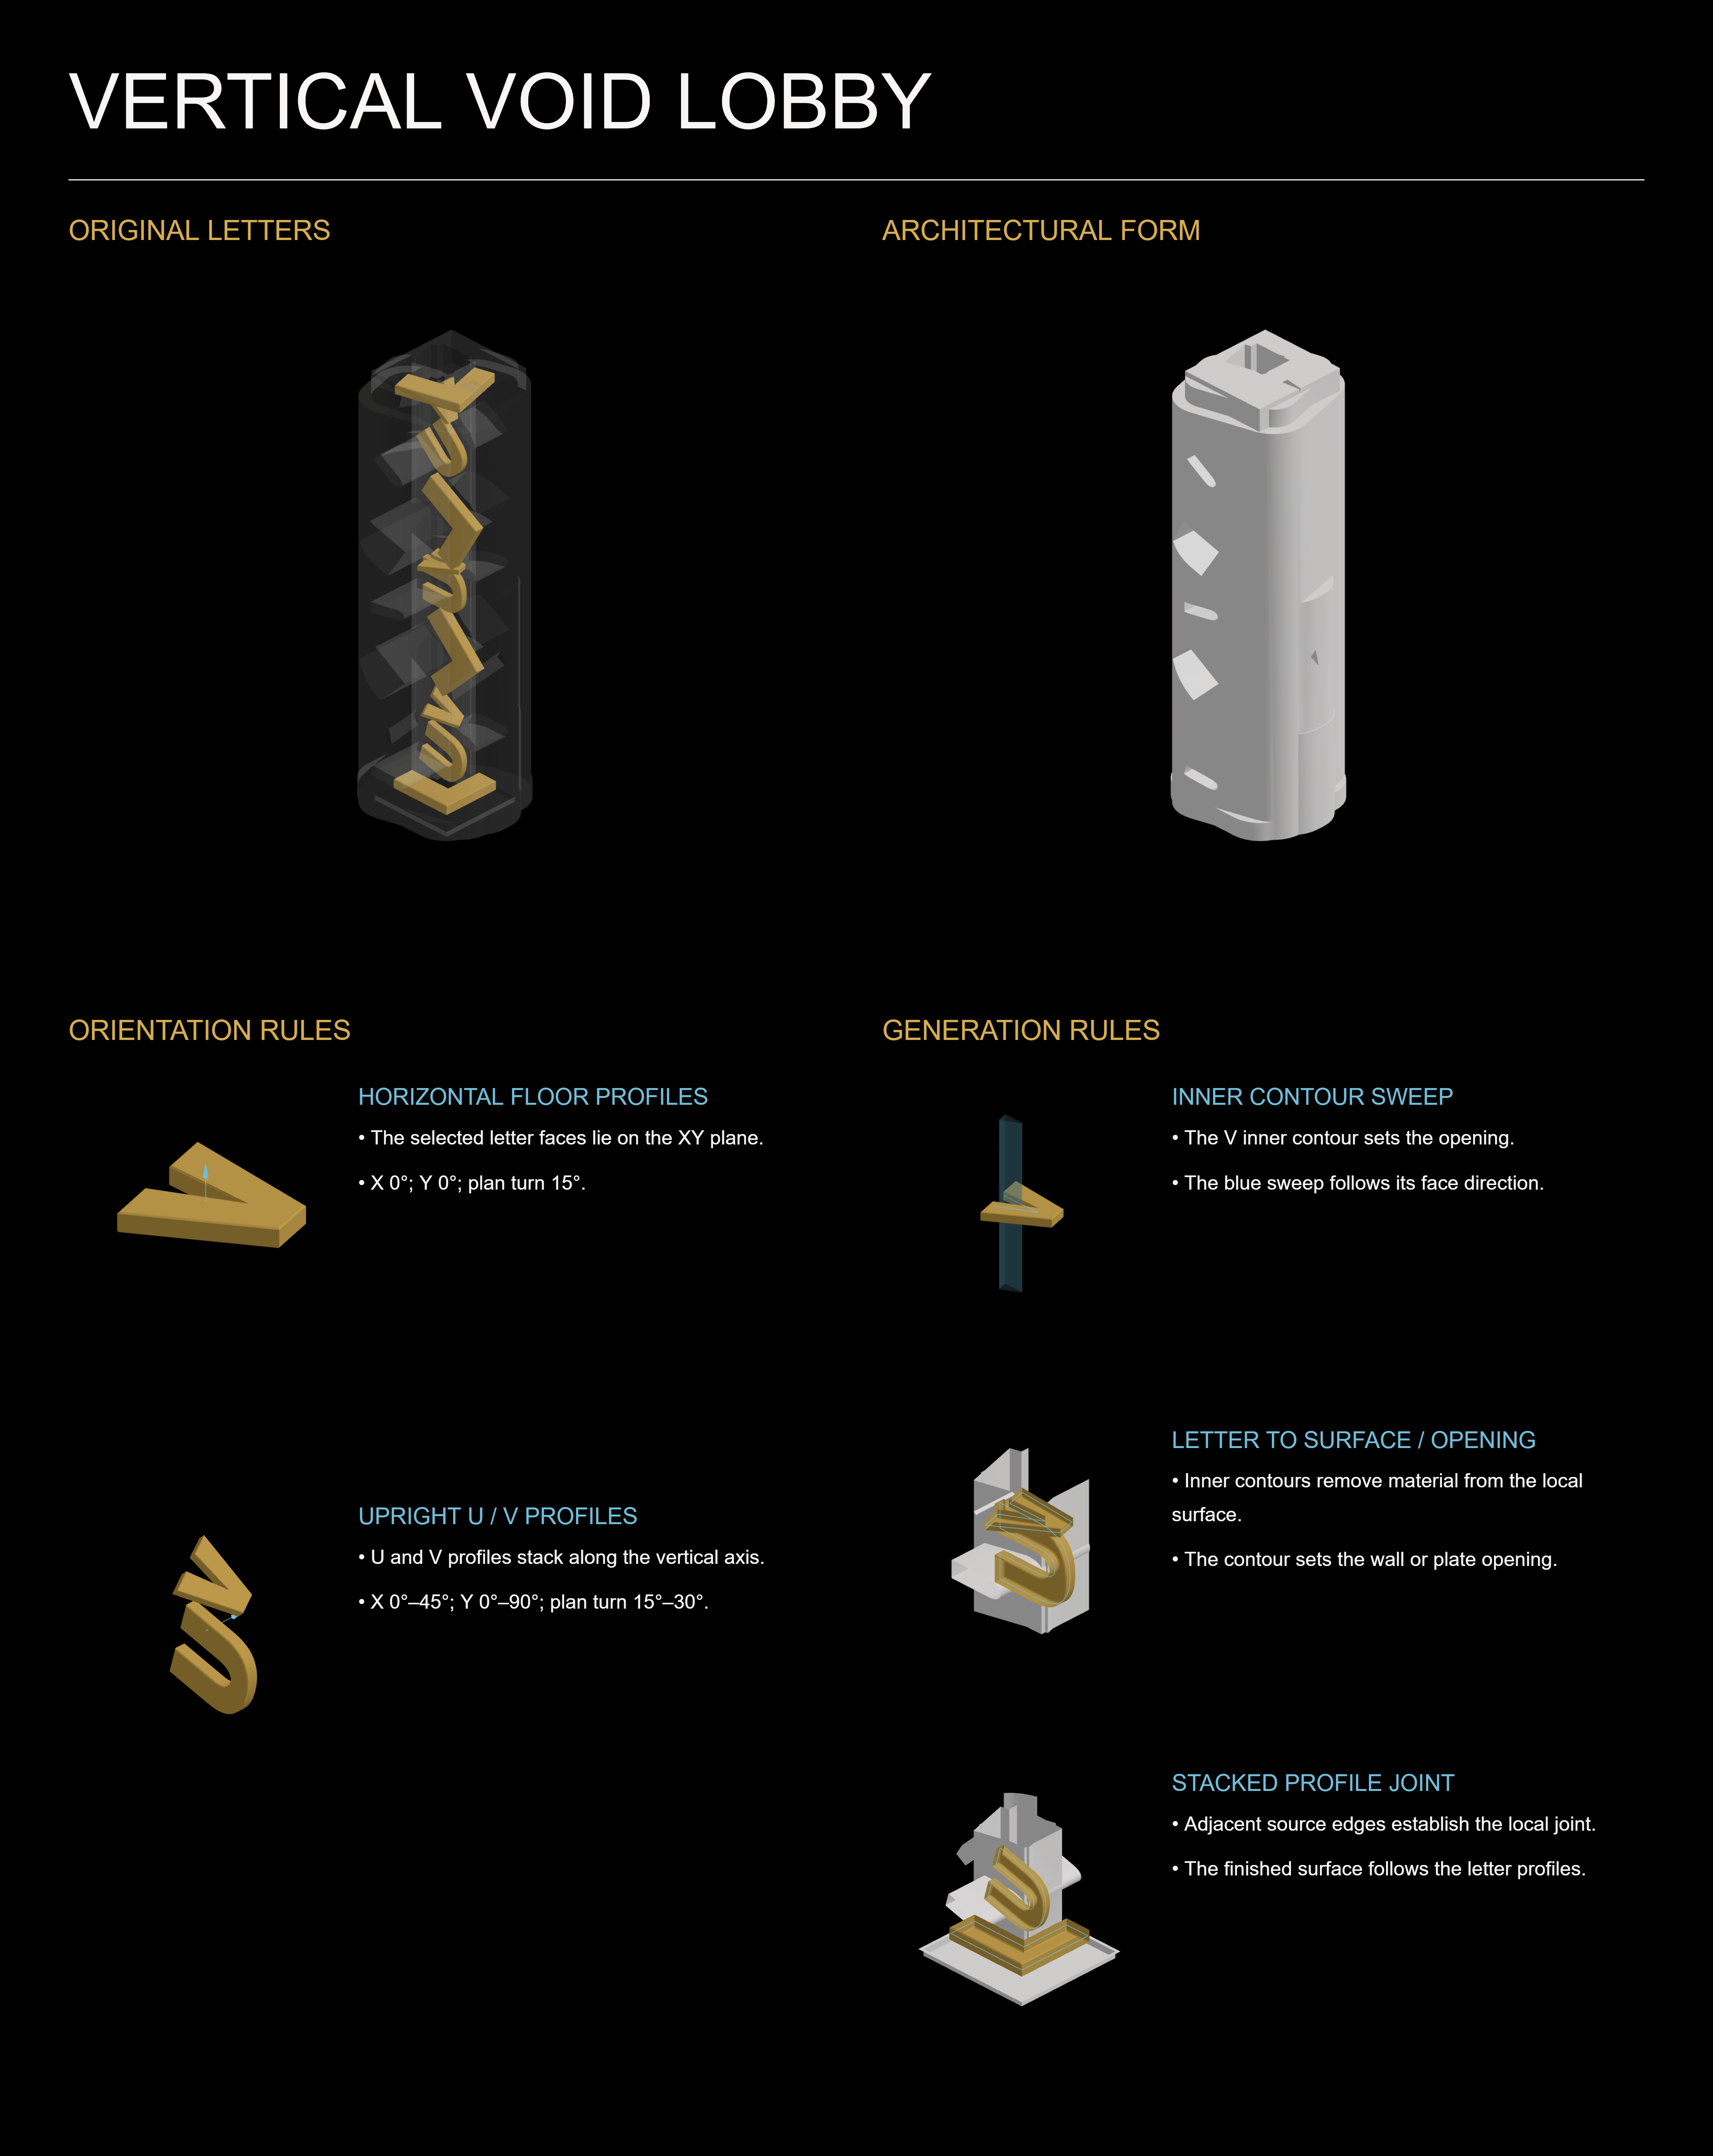 VERTICAL VOID LOBBY
ORIGINAL LETTERS
ARCHITECTURAL FORM
ORIENTATION RULES
HORIZONTAL FLOOR PROFILES
• The selected letter faces lie on the XY plane.
• X 0°; Y 0°; plan turn 15°.
UPRIGHT U / V PROFILES
• U and V profiles stack along the vertical axis.
• X 0°–45°; Y 0°–90°; plan turn 15°–30°.
GENERATION RULES
INNER CONTOUR SWEEP
• The V inner contour sets the opening.
• The blue sweep follows its face direction.
LETTER TO SURFACE / OPENING
• Inner contours remove material from the local
surface.
• The contour sets the wall or plate opening.
STACKED PROFILE JOINT
• Adjacent source edges establish the local joint.
• The finished surface follows the letter profiles.